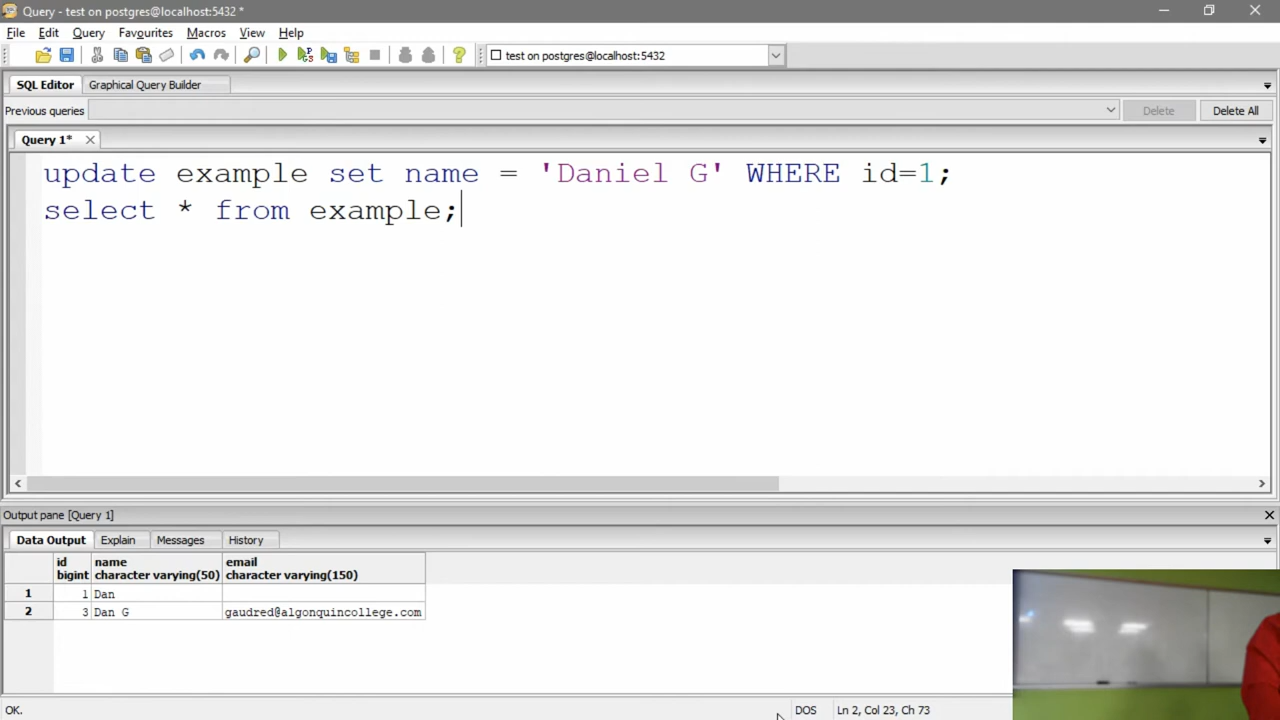 Query - test on postgres@localhost:5432 *
File Edit Query Favourites Macros View Help
test on postgres@localhost:5432
SQL Editor Graphical Query Builder
Previous queries Delete Delete All
Query 1*
update example set name = 'Daniel G' WHERE id=1;
select * from example;
Output pane [Query 1]
Data Output Explain Messages History
id name email
bigint character varying(50) character varying(150)
1 1 Dan
2 3 Dan G gaudred@algonquincollege.com
OK. DOS Ln 2, Col 23, Ch 73